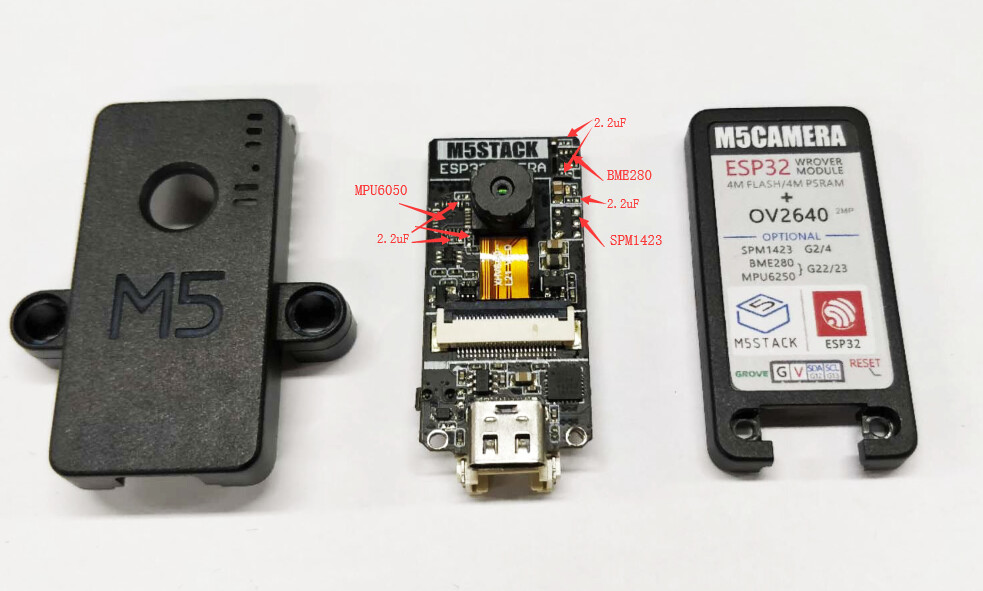 M5
2.2uF
BME280
MPU6050
2.2uF
2.2uF
SPM1423
M5STACK
M5CAMERA
ESP32 WROVER MODULE
4M FLASH/4M PSRAM
+
OV2640 2MP
OPTIONAL
SPM1423 G2/4
BME280
MPU6250 } G22/23
M5STACK
ESP32
GROVE G V SDA SCL
RESET